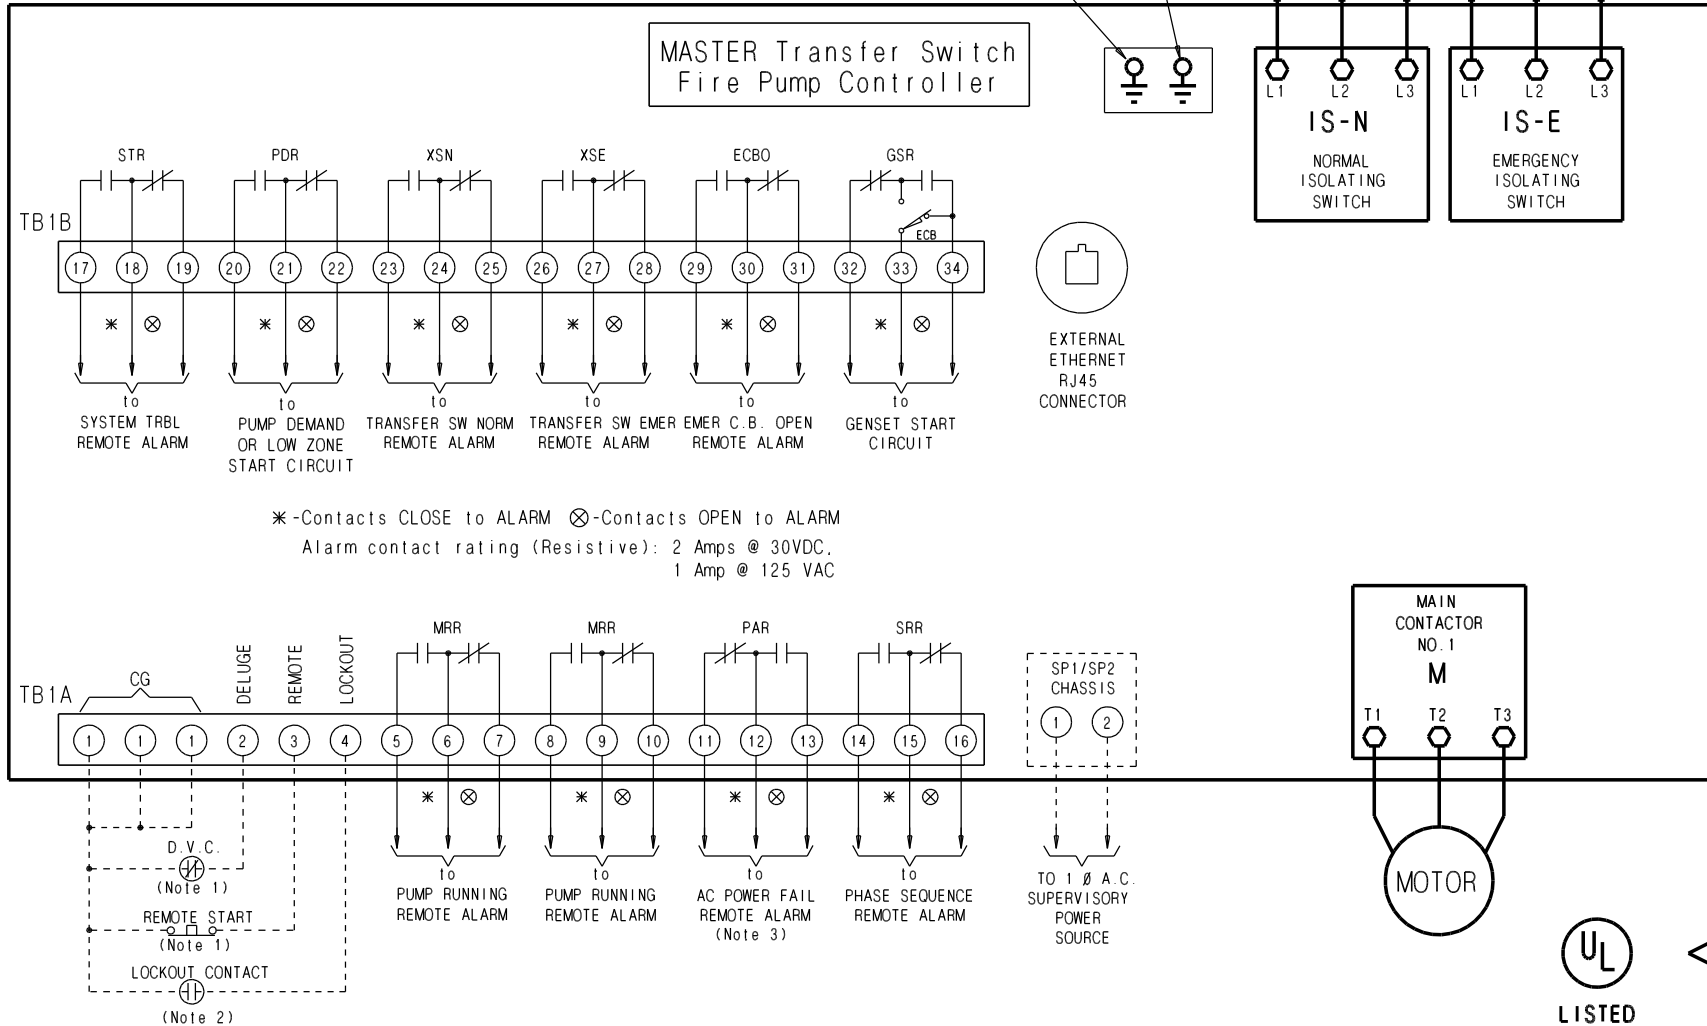 MASTER Transfer Switch
Fire Pump Controller
L1 L2 L3
IS-N
NORMAL
ISOLATING
SWITCH
L1 L2 L3
IS-E
EMERGENCY
ISOLATING
SWITCH
STR PDR XSN XSE ECBO GSR
ECB
TB1B
17 18 19 20 21 22 23 24 25 26 27 28 29 30 31 32 33 34
to
SYSTEM TRBL
REMOTE ALARM
to
PUMP DEMAND
OR LOW ZONE
START CIRCUIT
to
TRANSFER SW NORM
REMOTE ALARM
to
TRANSFER SW EMER
REMOTE ALARM
to
EMER C.B. OPEN
REMOTE ALARM
to
GENSET START
CIRCUIT
EXTERNAL
ETHERNET
RJ45
CONNECTOR
* -Contacts CLOSE to ALARM ⊗-Contacts OPEN to ALARM
Alarm contact rating (Resistive): 2 Amps @ 30VDC,
1 Amp @ 125 VAC
TB1A
CG
DELUGE
REMOTE
LOCKOUT
MRR MRR PAR SRR
1 1 1 2 3 4 5 6 7 8 9 10 11 12 13 14 15 16
SP1/SP2
CHASSIS
1 2
MAIN
CONTACTOR
NO.1
M
T1 T2 T3
MOTOR
D.V.C.
(Note 1)
REMOTE START
(Note 1)
LOCKOUT CONTACT
(Note 2)
to
PUMP RUNNING
REMOTE ALARM
to
PUMP RUNNING
REMOTE ALARM
to
AC POWER FAIL
REMOTE ALARM
(Note 3)
to
PHASE SEQUENCE
REMOTE ALARM
TO 1 Ø A.C.
SUPERVISORY
POWER
SOURCE
UL
LISTED